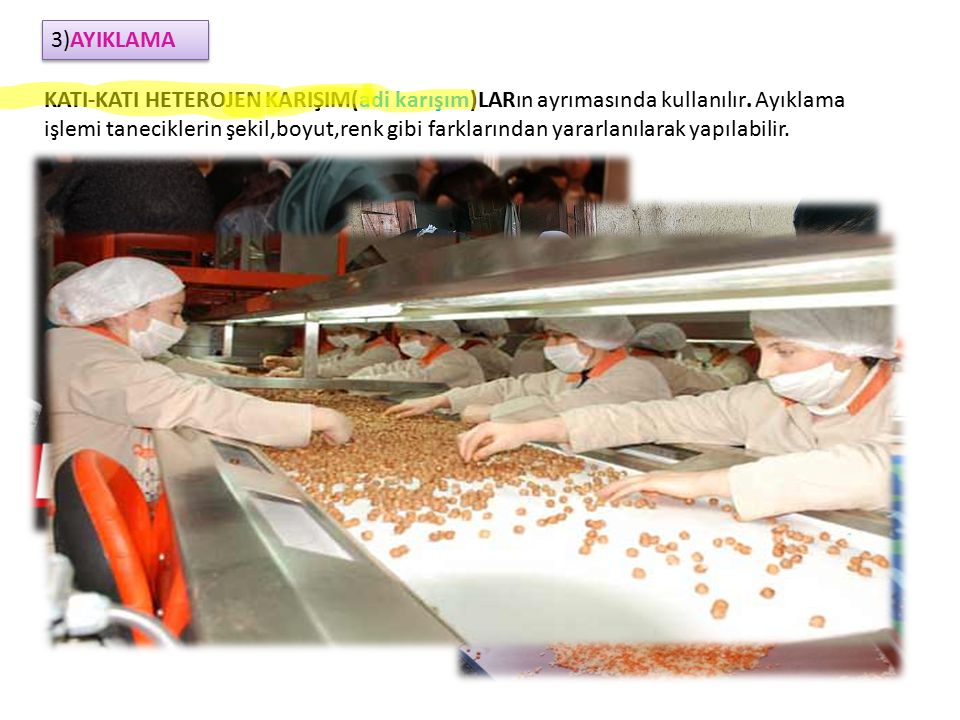 3)AYIKLAMA
KATI-KATI HETEROJEN KARIŞIM(adi karışım)LARın ayrımasında kullanılır. Ayıklama
işlemi taneciklerin şekil,boyut,renk gibi farklarından yararlanılarak yapılabilir.